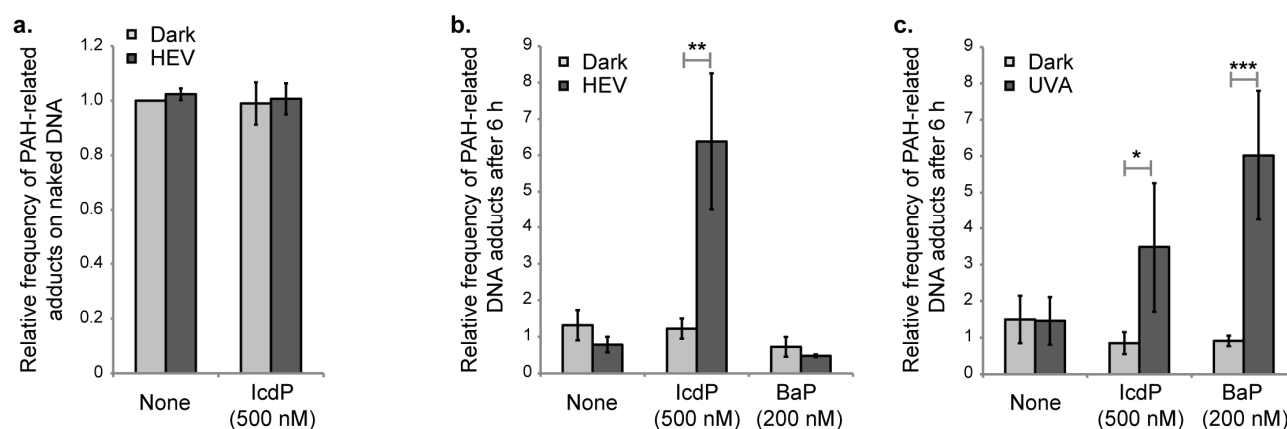 a.
Dark
HEV
Relative frequency of PAH-related
adducts on naked DNA
1.2
1.0
0.8
0.6
0.4
0.2
0
None
IcdP
(500 nM)
b.
Dark
HEV
Relative frequency of PAH-related
DNA adducts after 6 h
9
8
7
6
5
4
3
2
1
0
**
None
IcdP
(500 nM)
BaP
(200 nM)
c.
Dark
UVA
Relative frequency of PAH-related
DNA adducts after 6 h
9
8
7
6
5
4
3
2
1
0
*
***
None
IcdP
(500 nM)
BaP
(200 nM)